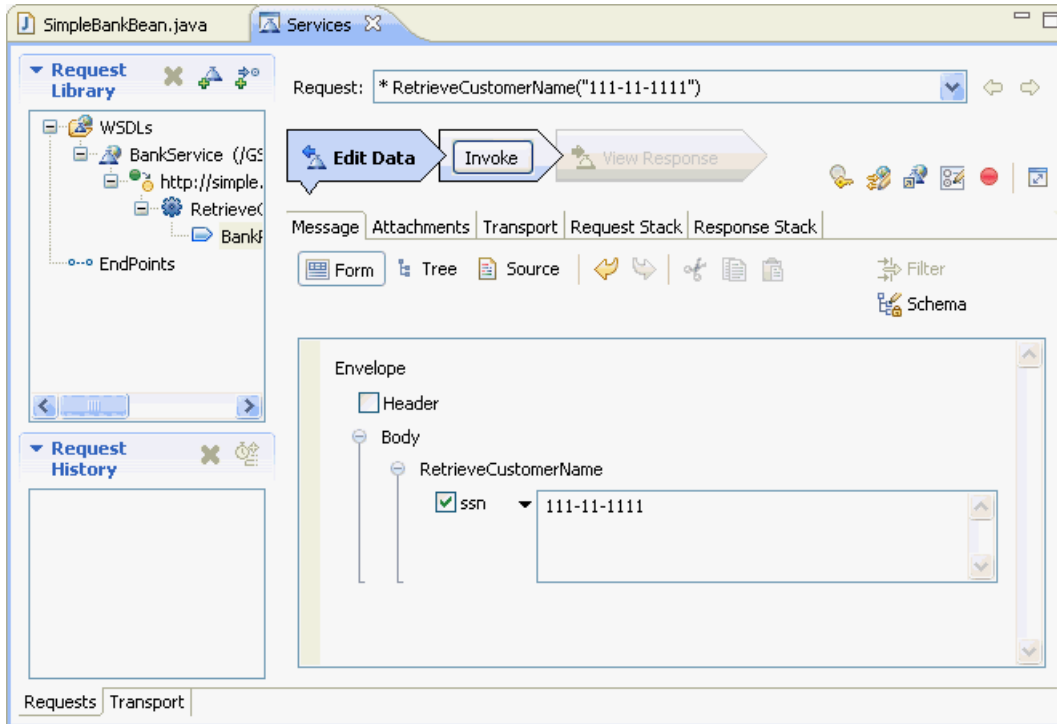 SimpleBankBean.java
Services
Request Library
WSDLs
BankService (/GS
http://simple.
Retrieve(
BankF
EndPoints
Request History
Request: * RetrieveCustomerName("111-11-1111")
Edit Data
Invoke
View Response
Message Attachments Transport Request Stack Response Stack
Form Tree Source Filter
Schema
Envelope
Header
Body
RetrieveCustomerName
ssn 111-11-1111
Requests Transport